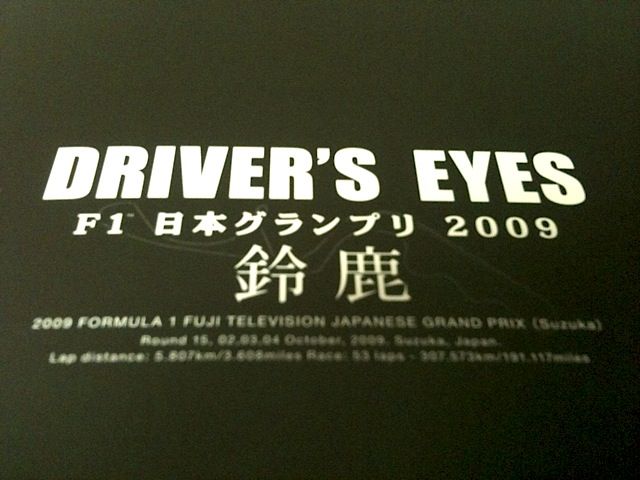 DRIVER'S EYES
F1™ 日本グランプリ 2009
鈴鹿
2009 FORMULA 1 FUJI TELEVISION JAPANESE GRAND PRIX (Suzuka)
Round 15, 02.03.04 October, 2009. Suzuka, Japan.
Lap distance: 5.807km/3.608miles Race: 53 laps - 307.573km/191.117miles